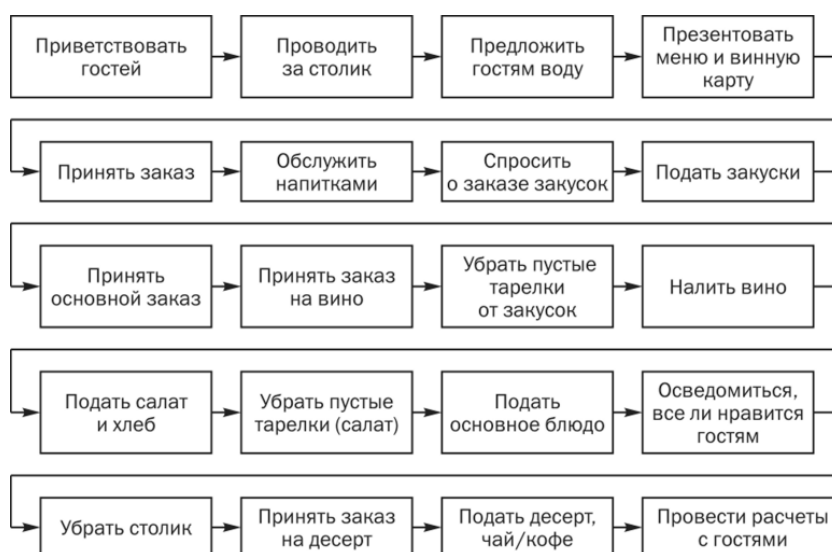 Приветствовать
гостей
Проводить
за столик
Предложить
гостям воду
Презентовать
меню и винную
карту
Принять заказ
Обслужить
напитками
Спросить
о заказе закусок
Подать закуски
Принять
основной заказ
Принять заказ
на вино
Убрать пустые
тарелки
от закусок
Налить вино
Подать салат
и хлеб
Убрать пустые
тарелки (салат)
Подать
основное блюдо
Осведомиться,
все ли нравится
гостям
Убрать столик
Принять заказ
на десерт
Подать десерт,
чай/кофе
Провести расчеты
с гостями